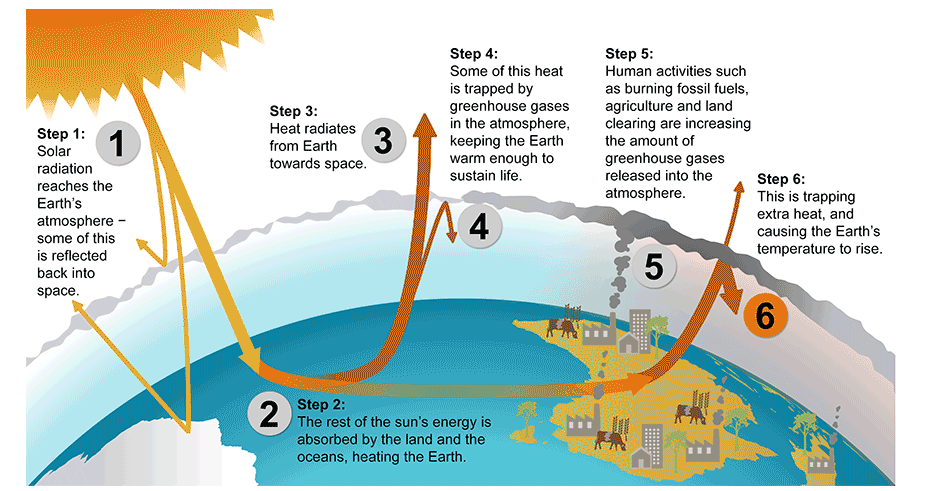 Step 1:
Solar
radiation
reaches the
Earth's
atmosphere –
some of this
is reflected
back into
space.
1
2
Step 2:
The rest of the sun's energy is
absorbed by the land and the
oceans, heating the Earth.
Step 3:
Heat radiates
from Earth
towards space.
3
Step 4:
Some of this heat
is trapped by
greenhouse gases
in the atmosphere,
keeping the Earth
warm enough to
sustain life.
4
Step 5:
Human activities such
as burning fossil fuels,
agriculture and land
clearing are increasing
the amount of
greenhouse gases
released into the
atmosphere.
5
Step 6:
This is trapping
extra heat, and
causing the Earth's
temperature to rise.
6